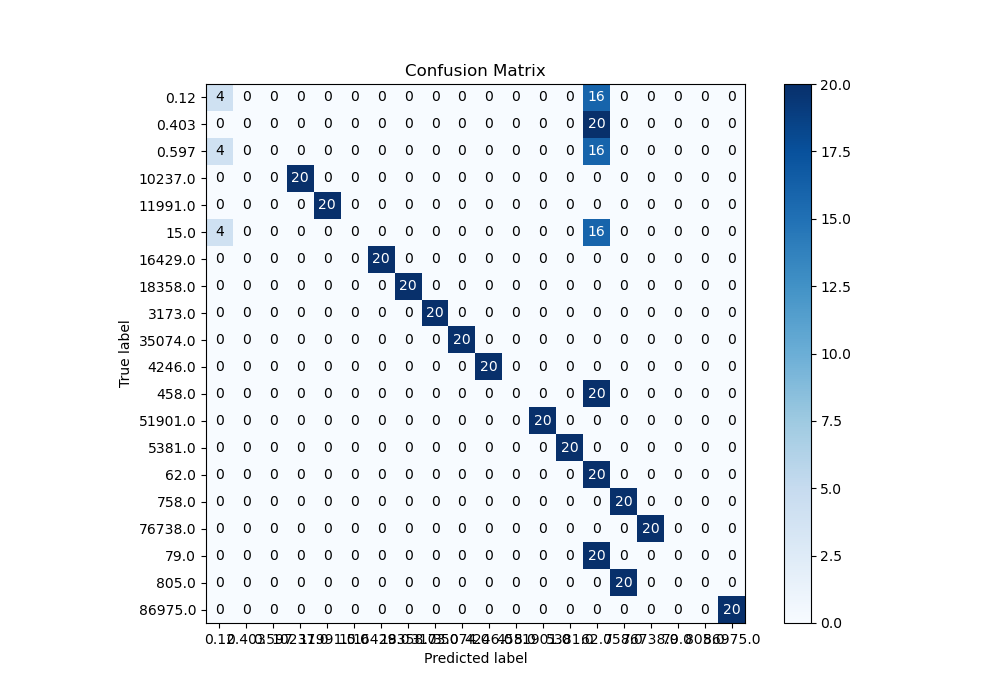 Confusion Matrix
0.12 4 0 0 0 0 0 0 0 0 0 0 0 0 0 16 0 0 0 0 0
0.403 0 0 0 0 0 0 0 0 0 0 0 0 0 0 20 0 0 0 0 0
0.597 4 0 0 0 0 0 0 0 0 0 0 0 0 0 16 0 0 0 0 0
10237.0 0 0 0 20 0 0 0 0 0 0 0 0 0 0 0 0 0 0 0 0
11991.0 0 0 0 0 20 0 0 0 0 0 0 0 0 0 0 0 0 0 0 0
15.0 4 0 0 0 0 0 0 0 0 0 0 0 0 0 16 0 0 0 0 0
16429.0 0 0 0 0 0 0 20 0 0 0 0 0 0 0 0 0 0 0 0 0
18358.0 0 0 0 0 0 0 0 20 0 0 0 0 0 0 0 0 0 0 0 0
3173.0 0 0 0 0 0 0 0 0 20 0 0 0 0 0 0 0 0 0 0 0
35074.0 0 0 0 0 0 0 0 0 0 20 0 0 0 0 0 0 0 0 0 0
4246.0 0 0 0 0 0 0 0 0 0 0 20 0 0 0 0 0 0 0 0 0
458.0 0 0 0 0 0 0 0 0 0 0 0 0 0 0 20 0 0 0 0 0
51901.0 0 0 0 0 0 0 0 0 0 0 0 0 20 0 0 0 0 0 0 0
5381.0 0 0 0 0 0 0 0 0 0 0 0 0 0 20 0 0 0 0 0 0
62.0 0 0 0 0 0 0 0 0 0 0 0 0 0 0 20 0 0 0 0 0
758.0 0 0 0 0 0 0 0 0 0 0 0 0 0 0 0 20 0 0 0 0
76738.0 0 0 0 0 0 0 0 0 0 0 0 0 0 0 0 0 20 0 0 0
79.0 0 0 0 0 0 0 0 0 0 0 0 0 0 0 20 0 0 0 0 0
805.0 0 0 0 0 0 0 0 0 0 0 0 0 0 0 0 20 0 0 0 0
86975.0 0 0 0 0 0 0 0 0 0 0 0 0 0 0 0 0 0 0 0 20
True label
Predicted label
20.0
17.5
15.0
12.5
10.0
7.5
5.0
2.5
0.0